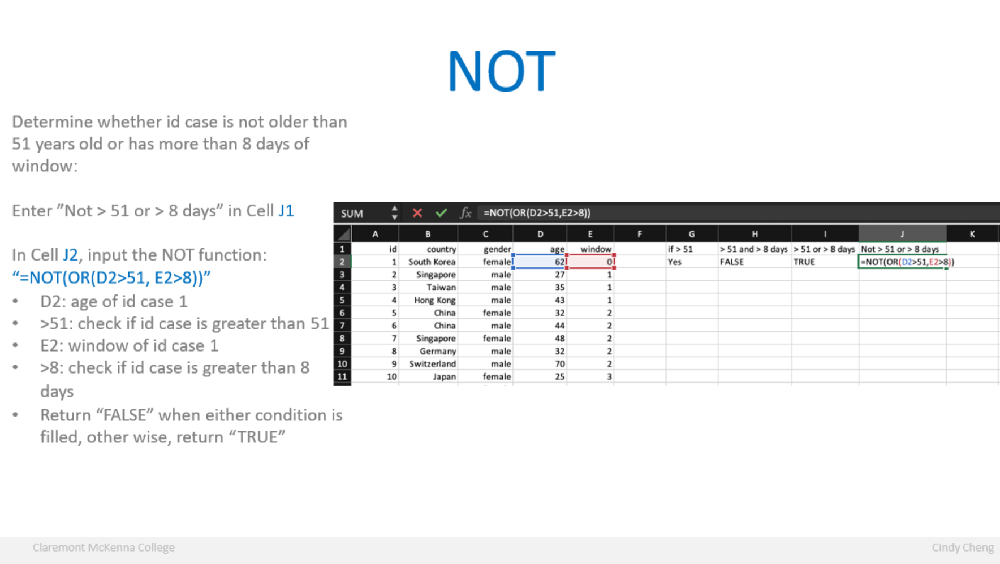 NOT
Determine whether id case is not older than
51 years old or has more than 8 days of
window:
Enter ”Not > 51 or > 8 days” in Cell J1
In Cell J2, input the NOT function:
“=NOT(OR(D2>51, E2>8))”
• D2: age of id case 1
• >51: check if id case is greater than 51
• E2: window of id case 1
• >8: check if id case is greater than 8
days
• Return “FALSE” when either condition is
filled, other wise, return “TRUE”
SUM fx =NOT(OR(D2>51,E2>8))
A B C D E F G H I J K
1 id country gender age window if > 51 > 51 and > 8 days > 51 or > 8 days Not > 51 or > 8 days
2 1 South Korea female 62 0 Yes FALSE TRUE =NOT(OR(D2>51,E2>8))
3 2 Singapore male 27 1
4 3 Taiwan male 35 1
5 4 Hong Kong male 43 1
6 5 China female 32 2
7 6 China male 44 2
8 7 Singapore female 48 2
9 8 Germany male 32 2
10 9 Switzerland male 70 2
11 10 Japan female 25 3
Claremont McKenna College
Cindy Cheng